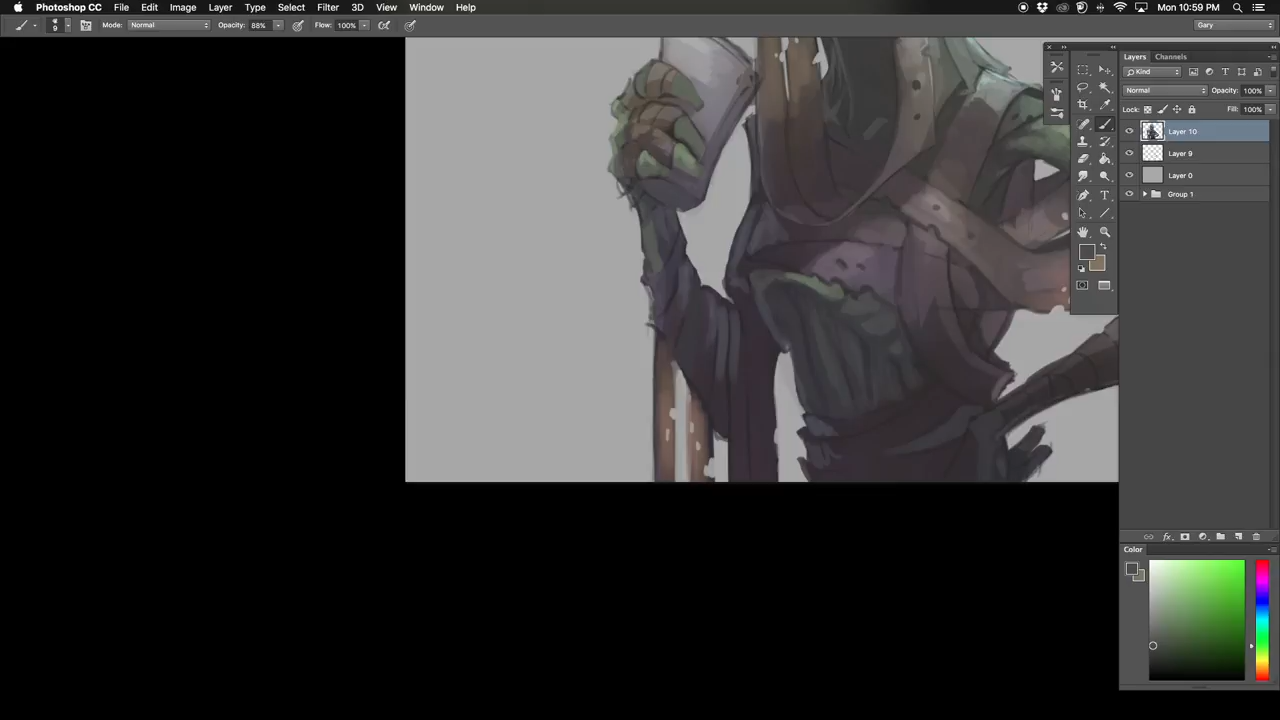 Photoshop CC File Edit Image Layer Type Select Filter 3D View Window Help Mon 10:59 PM
9 Mode: Normal Opacity: 88% Flow: 100% Gary
Layers Channels
Kind
Normal Opacity: 100%
Lock: Fill: 100%
Layer 10
Layer 9
Layer 0
Group 1
fx
Color